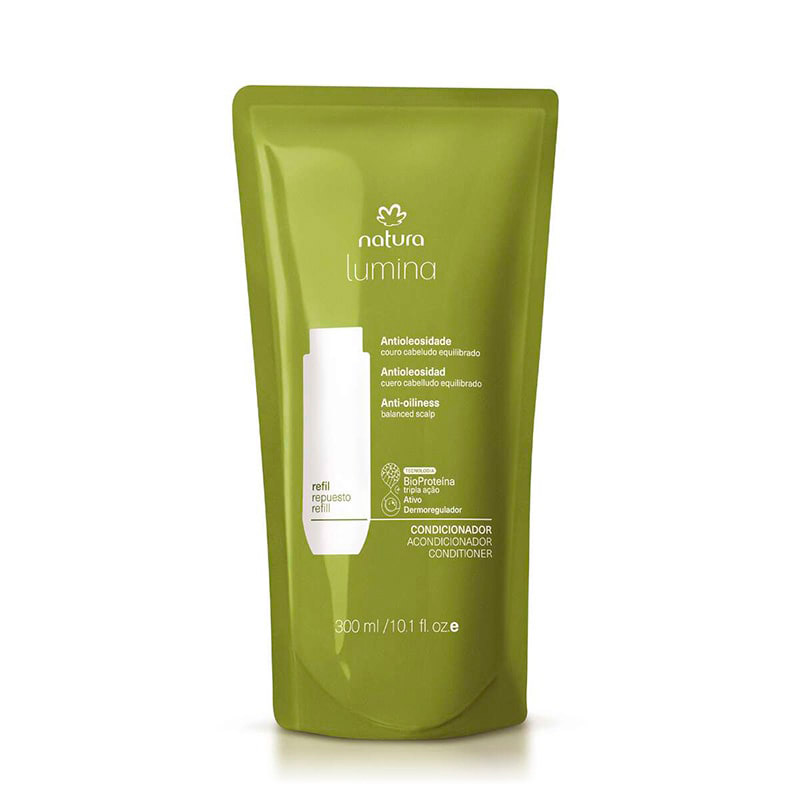 natura
lumina
Antioleosidade
couro cabeludo equilibrado
Antioleosidad
cuero cabelludo equilibrado
Anti-oiliness
balanced scalp
refil
repuesto
refill
TECNOLOGIA
BioProteína
tripla ação
Ativo
Dermoregulador
CONDICIONADOR
ACONDICIONADOR
CONDITIONER
300 ml /10.1 fl. oz.e